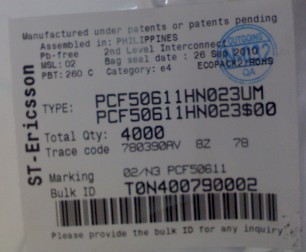 Manufactured under patents or patents pending
Assembled in: PHILIPPINES
Pb-free 2nd Level Interconnect
MSL: 02 Bag seal date : 26 Sep 2010
PBT: 260 C Category: e4 ECOPACK2/ROHS
OUTGOING
QA
ST-Ericsson
TYPE: PCF50611HN023UM
PCF50611HN023$00
Total Qty: 4000
Trace code 780390AV 8Z 78
Marking 02/N3 PCF50611
Bulk ID T0N400790002
Please provide the bulk ID for any inquiry